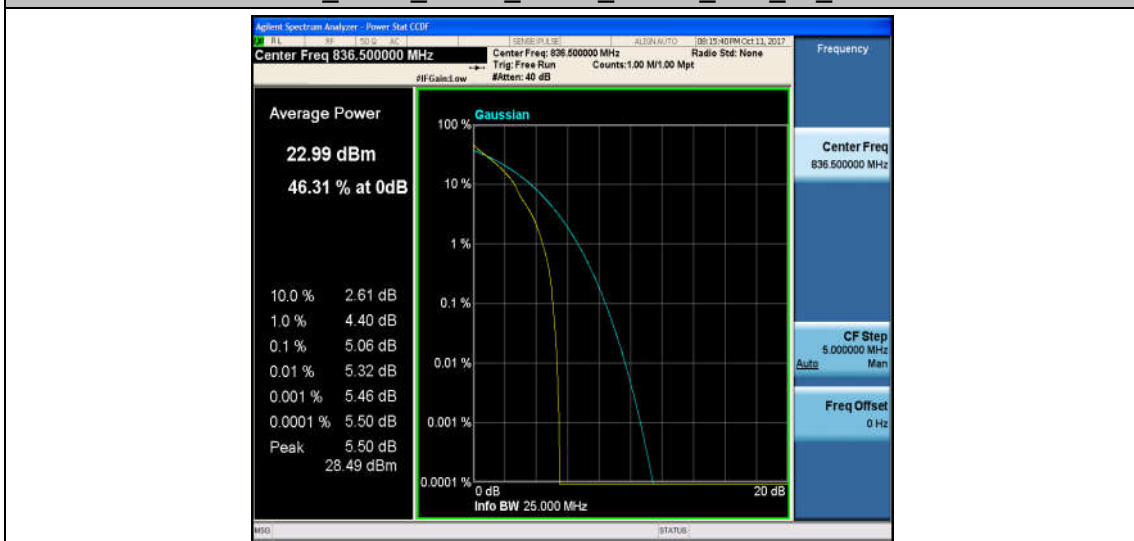 Agilent Spectrum Analyzer - Power Stat CCDF
RL RF 50 Ω AC SENSE:PULSE ALIGN AUTO 08:15:40 PM Oct 11, 2017
Center Freq 836.500000 MHz
Center Freq: 836.500000 MHz Radio Std: None
Trig: Free Run Counts:1.00 M/1.00 Mpt
#IFGain:Low #Atten: 40 dB
Frequency
Average Power
22.99 dBm
46.31 % at 0dB
10.0 % 2.61 dB
1.0 % 4.40 dB
0.1 % 5.06 dB
0.01 % 5.32 dB
0.001 % 5.46 dB
0.0001 % 5.50 dB
Peak 5.50 dB
28.49 dBm
Gaussian
100 %
10 %
1 %
0.1 %
0.01 %
0.001 %
0.0001 %
0 dB 20 dB
Info BW 25.000 MHz
Center Freq
836.500000 MHz
CF Step
5.000000 MHz
Auto Man
Freq Offset
0 Hz
MSG STATUS